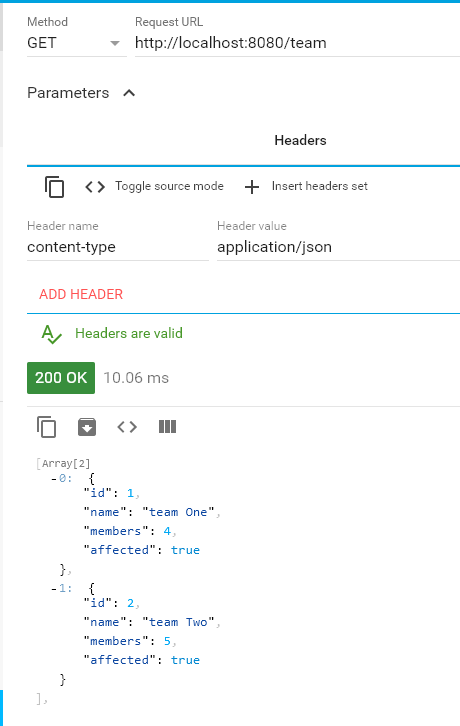 Method Request URL
GET http://localhost:8080/team
Parameters
Headers
Toggle source mode Insert headers set
Header name Header value
content-type application/json
ADD HEADER
Headers are valid
200 OK 10.06 ms
[Array[2]
-0: {
"id": 1,
"name": "team One",
"members": 4,
"affected": true
},
-1: {
"id": 2,
"name": "team Two",
"members": 5,
"affected": true
}
],